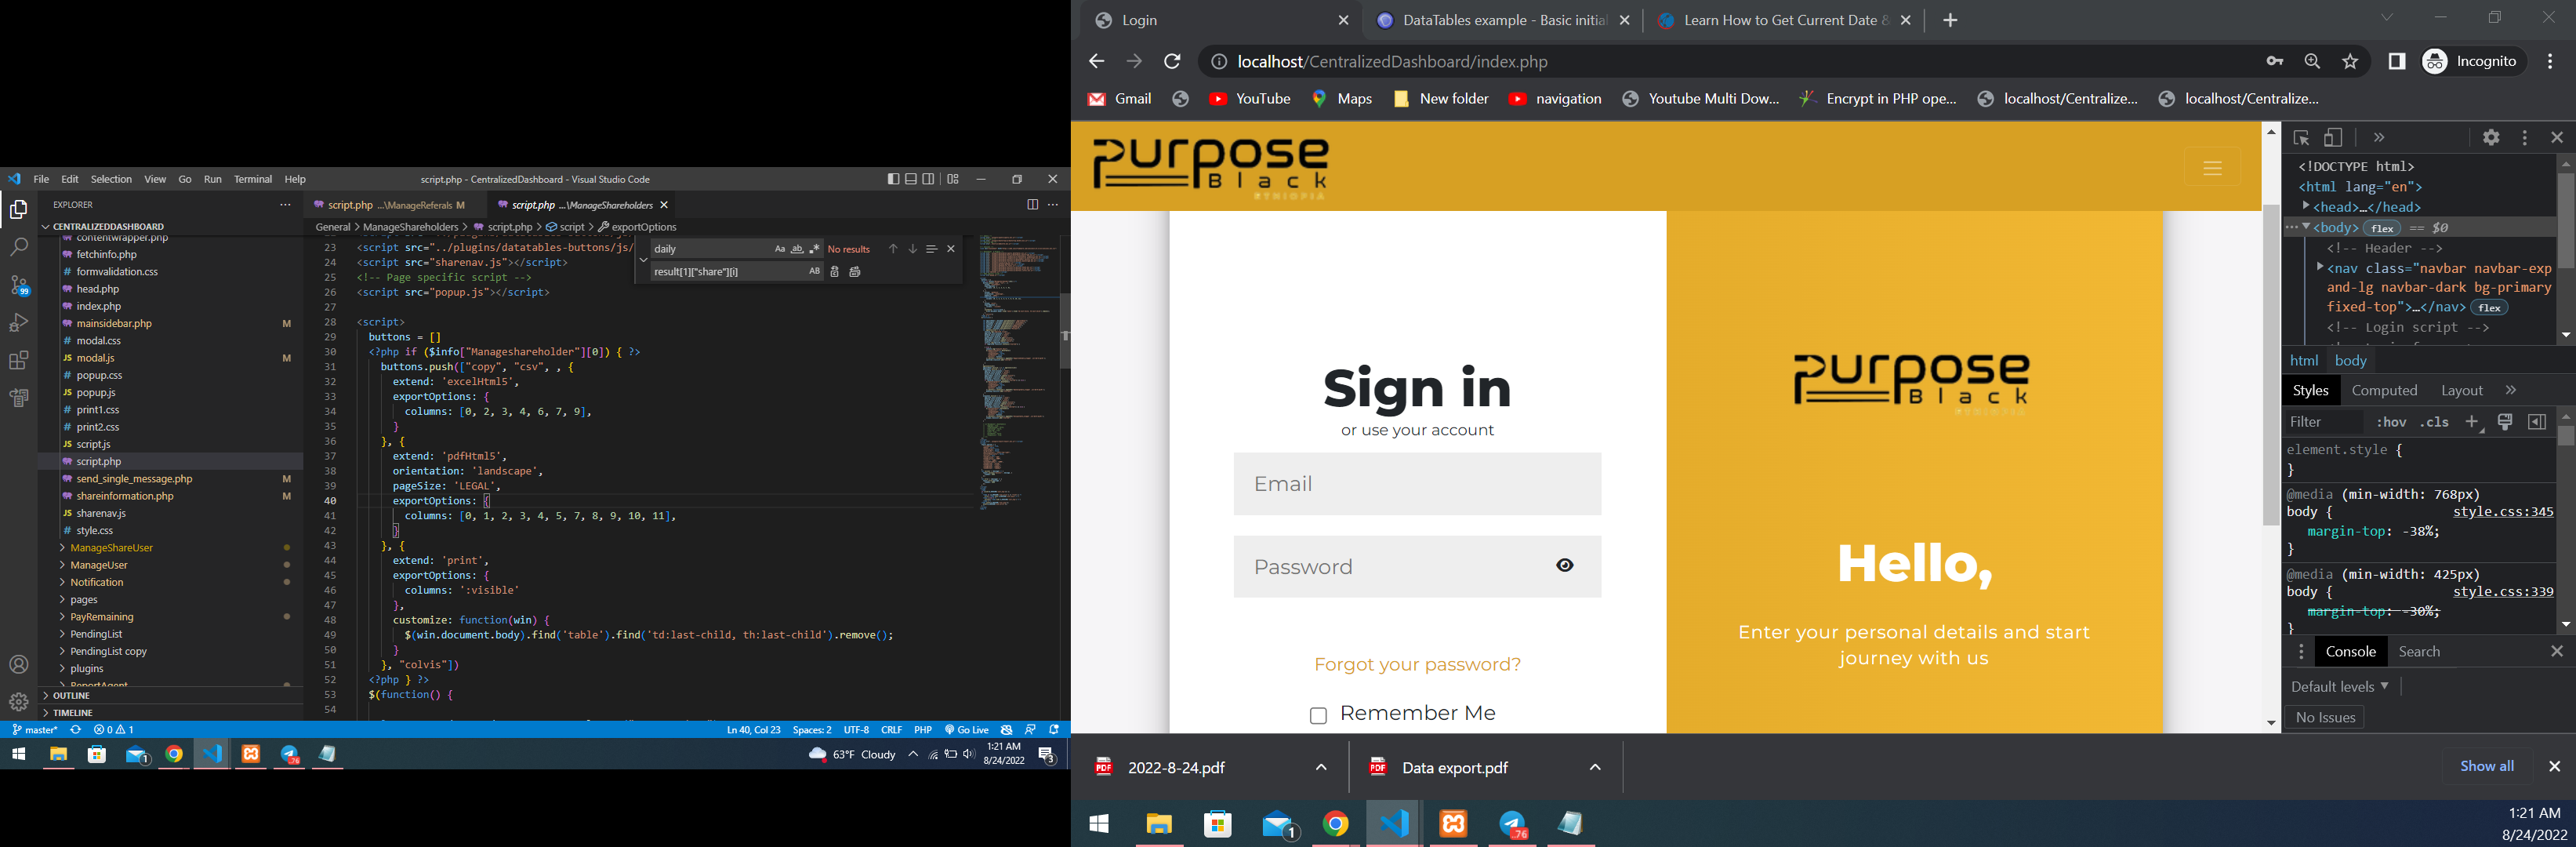 File Edit Selection View Go Run Terminal Help
script.php - CentralizedDashboard - Visual Studio Code
EXPLORER
CENTRALIZEDDASHBOARD
contentwrapper.php
fetchinfo.php
formvalidation.css
head.php
index.php
mainsidebar.php M
modal.css
modal.js M
popup.css
popup.js
print1.css
print2.css
script.js
script.php
send_single_message.php M
shareinformation.php M
sharenav.js
style.css
ManageShareUser
ManageUser
Notification
pages
PayRemaining
PendingList
PendingList copy
plugins
ReportAgent
OUTLINE
TIMELINE
script.php ...\ManageReferals M
script.php ...\ManageShareholders
General > ManageShareholders > script.php > script > exportOptions
daily
Aa ab
No results
result[1]["share"][i]
AB
23 <script src="../plugins/datatables-buttons/js/
24 <script src="sharenav.js"></script>
25 <!-- Page specific script -->
26 <script src="popup.js"></script>
27
28 <script>
29 buttons = []
30 <?php if ($info["Manageshareholder"][0]) { ?>
31 buttons.push(["copy", "csv", , {
32 extend: 'excelHtml5',
33 exportOptions: {
34 columns: [0, 2, 3, 4, 6, 7, 9],
35 }
36 }, {
37 extend: 'pdfHtml5',
38 orientation: 'landscape',
39 pageSize: 'LEGAL',
40 exportOptions: {
41 columns: [0, 1, 2, 3, 4, 5, 7, 8, 9, 10, 11],
42 }
43 }, {
44 extend: 'print',
45 exportOptions: {
46 columns: ':visible'
47 },
48 customize: function(win) {
49 $(win.document.body).find('table').find('td:last-child, th:last-child').remove();
50 }
51 }, "colvis"])
52 <?php } ?>
53 $(function() {
54
99
master* 0 1
Ln 40, Col 23 Spaces: 2 UTF-8 CRLF PHP Go Live
1
.76
63°F Cloudy
1:21 AM
8/24/2022
3
Login
DataTables example - Basic initial
Learn How to Get Current Date &
localhost/CentralizedDashboard/index.php
Incognito
Gmail YouTube Maps New folder navigation Youtube Multi Dow... Encrypt in PHP ope... localhost/Centralize... localhost/Centralize...
Purpose
Black
ETHIOPIA
Sign in
or use your account
Email
Password
Forgot your password?
Remember Me
Purpose
Black
ETHIOPIA
Hello,
Enter your personal details and start
journey with us
<!DOCTYPE html>
<html lang="en">
<head>…</head>
<body> flex == $0
<!-- Header -->
<nav class="navbar navbar-exp
and-lg navbar-dark bg-primary
fixed-top">…</nav> flex
<!-- Login script -->
html body
Styles Computed Layout
Filter :hov .cls
element.style {
}
@media (min-width: 768px)
body { style.css:345
margin-top: -38%;
}
@media (min-width: 425px)
body { style.css:339
margin-top: -30%;
}
Console Search
Default levels
No Issues
2022-8-24.pdf
Data export.pdf
Show all
1
.76
1:21 AM
8/24/2022